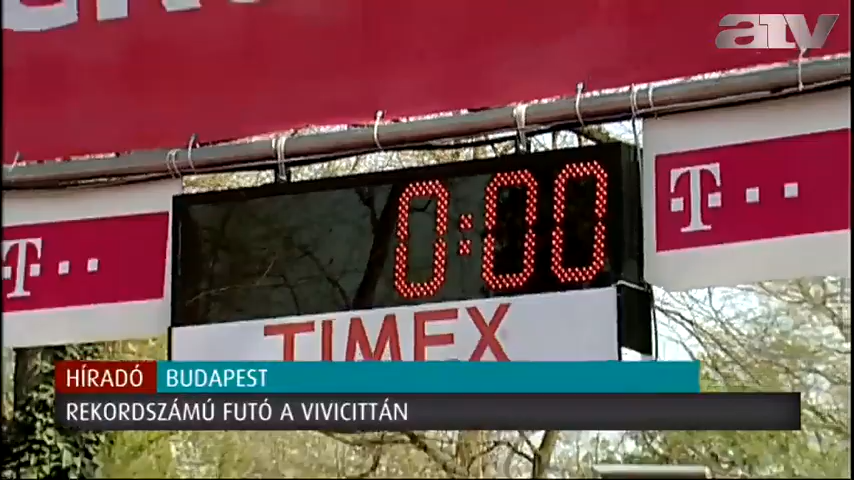 atv
0:00
T · · ·
T · ·
TIMEX
HÍRADÓ BUDAPEST
REKORDSZÁMÚ FUTÓ A VIVICITTÁN